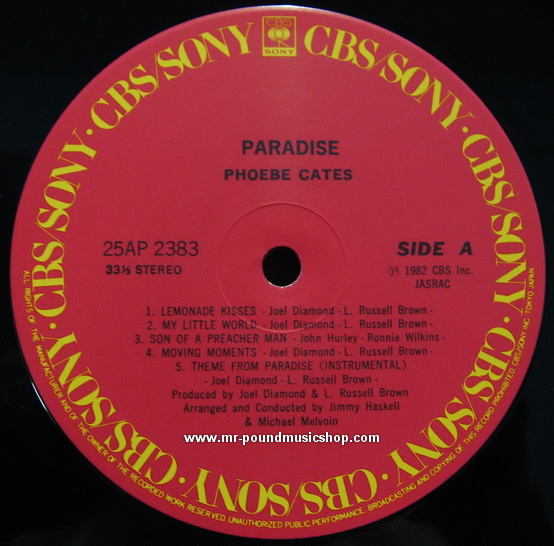 CBS/SONY · CBS/SONY · CBS/SONY · CBS/SONY · CBS/SONY · CBS/SONY · CBS/SONY · CBS/SONY
CBS
SONY
PARADISE
PHOEBE CATES
25AP 2383
SIDE A
33⅓ STEREO
Ⓟ 1982 CBS Inc.
JASRAC
1. LEMONADE KISSES - Joel Diamond - L. Russell Brown -
2. MY LITTLE WORLD - Joel Diamond - L. Russell Brown -
3. SON OF A PREACHER MAN - John Hurley - Ronnie Wilkins -
4. MOVING MOMENTS - Joel Diamond - L. Russell Brown -
5. THEME FROM PARADISE (INSTRUMENTAL)
- Joel Diamond - L. Russell Brown -
Produced by Joel Diamond & L. Russell Brown
Arranged and Conducted by Jimmy Haskell
& Michael Melvoin
www.mr-poundmusicshop.com
ALL RIGHTS OF THE MANUFACTURER AND OF THE OWNER OF THE RECORDED WORK RESERVED. UNAUTHORIZED PUBLIC PERFORMANCE, BROADCASTING AND COPYING OF THIS RECORD PROHIBITED. CBS/SONY INC. TOKYO JAPAN.